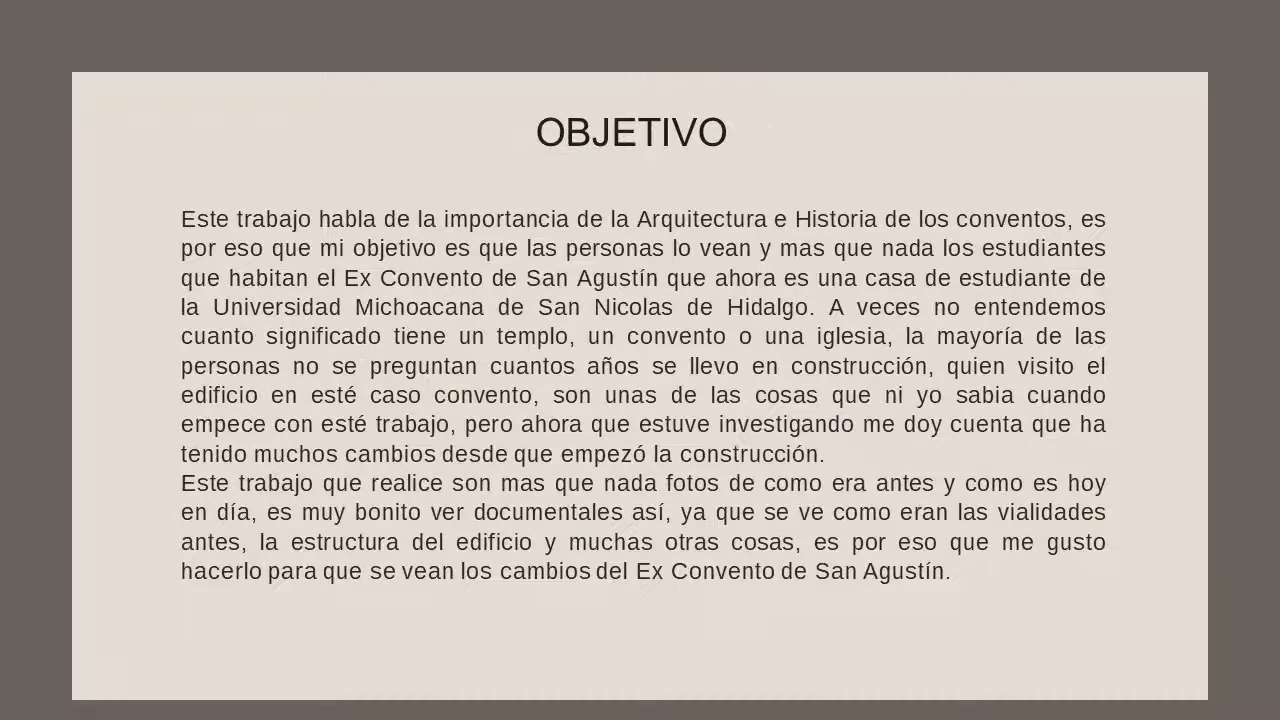 OBJETIVO
Este trabajo habla de la importancia de la Arquitectura e Historia de los conventos, es
por eso que mi objetivo es que las personas lo vean y mas que nada los estudiantes
que habitan el Ex Convento de San Agustín que ahora es una casa de estudiante de
la Universidad Michoacana de San Nicolas de Hidalgo. A veces no entendemos
cuanto significado tiene un templo, un convento o una iglesia, la mayoría de las
personas no se preguntan cuantos años se llevo en construcción, quien visito el
edificio en esté caso convento, son unas de las cosas que ni yo sabia cuando
empece con esté trabajo, pero ahora que estuve investigando me doy cuenta que ha
tenido muchos cambios desde que empezó la construcción.
Este trabajo que realice son mas que nada fotos de como era antes y como es hoy
en día, es muy bonito ver documentales así, ya que se ve como eran las vialidades
antes, la estructura del edificio y muchas otras cosas, es por eso que me gusto
hacerlo para que se vean los cambios del Ex Convento de San Agustín.